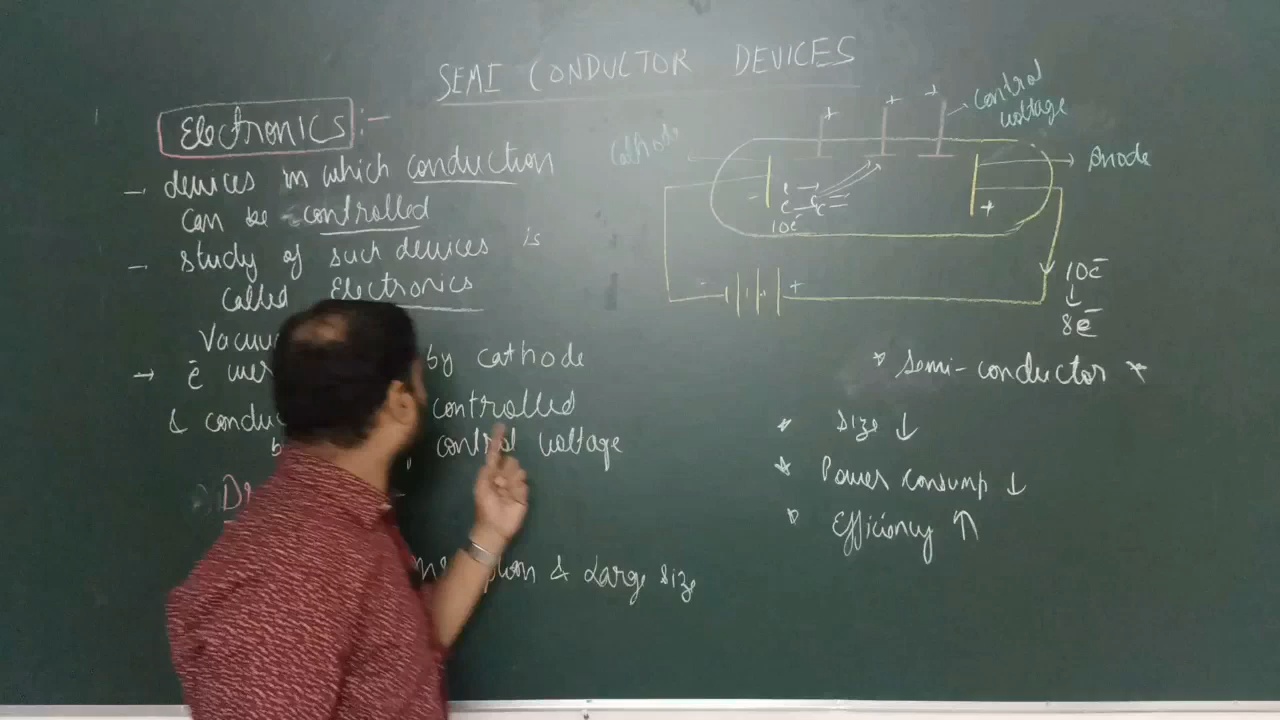 SEMI CONDUCTOR DEVICES
Electronics :-
- devices in which conduction
can be controlled
- study of such devices is
called Electronics
→ e̅ by cathode
& controlled
control voltage
& Large size
Cathode
+ + +
control
voltage
Anode
- e e e +
10e̅
- +
10e̅
↓
8e̅
* Semi-conductor *
* Size ↓
* Power consump ↓
* Efficiency ↑